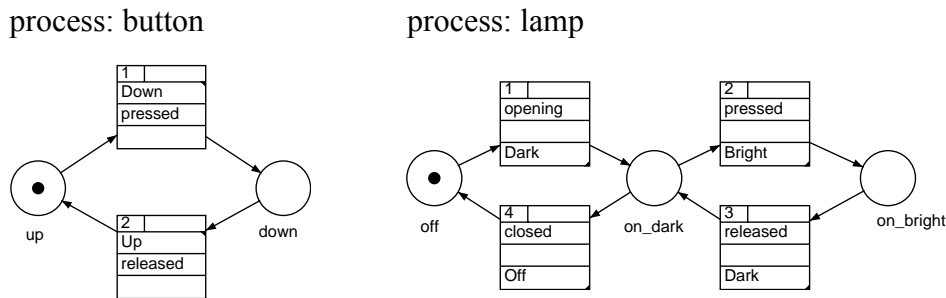 process: button
process: lamp
1
Down
pressed
up
down
2
Up
released
1
opening
Dark
2
pressed
Bright
off
on_dark
on_bright
4
closed
Off
3
released
Dark